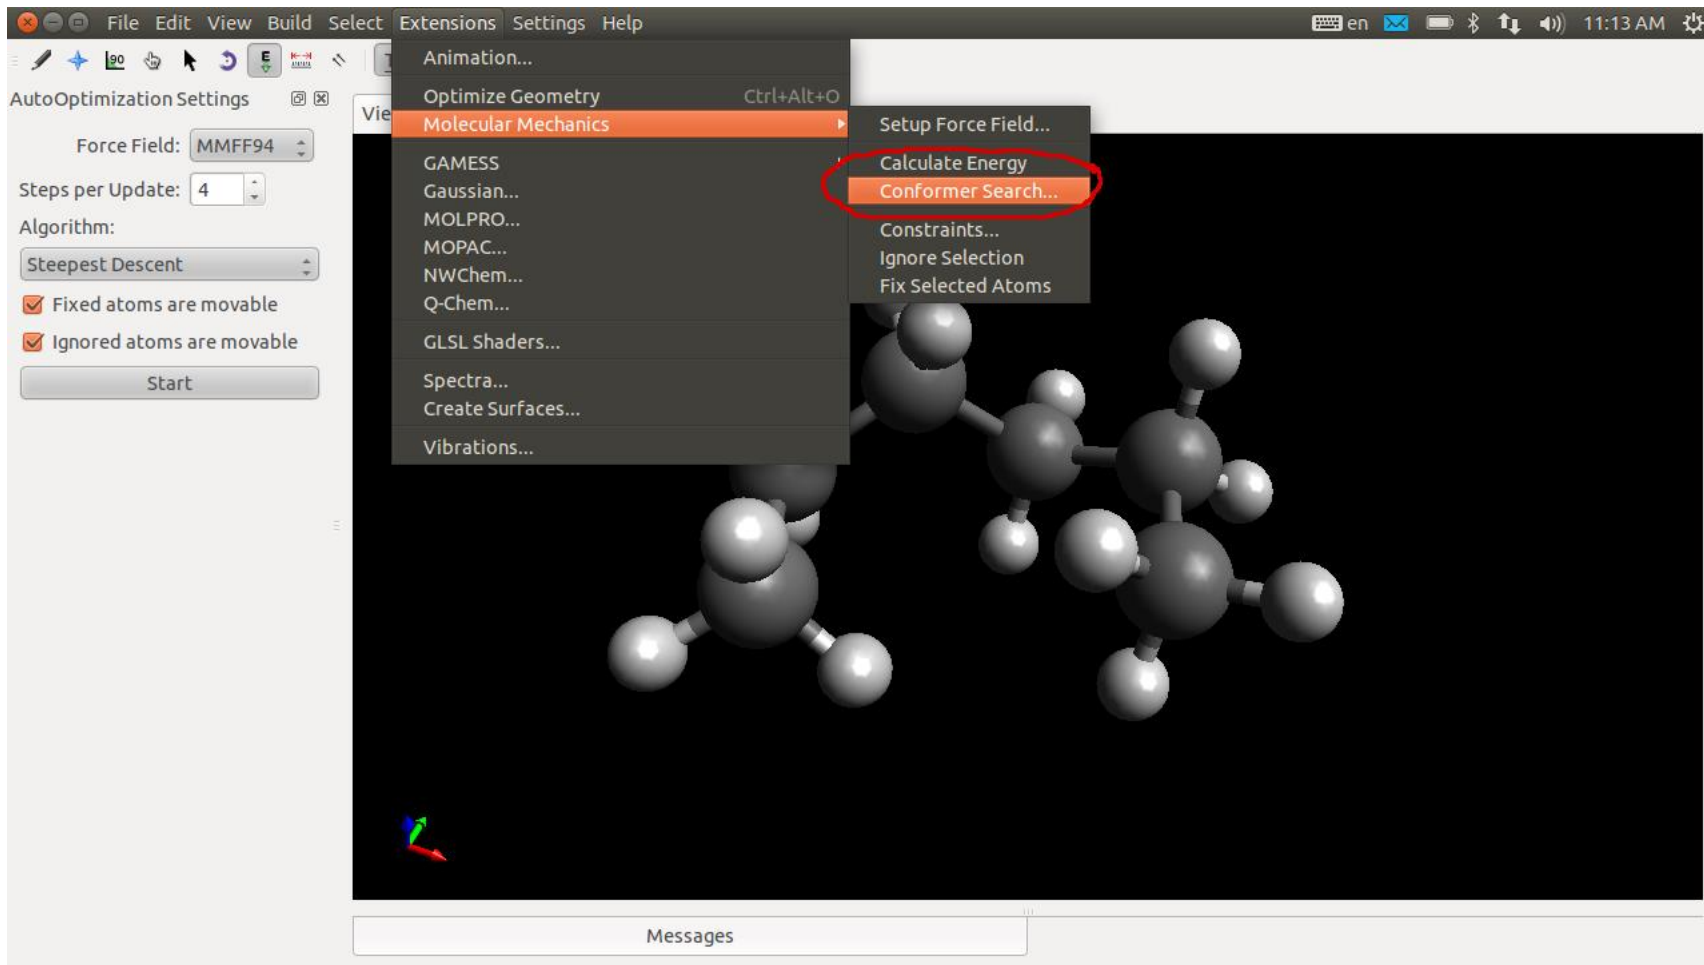 File Edit View Build Select Extensions Settings Help en 11:13 AM
90 E
AutoOptimization Settings
Force Field: MMFF94
Steps per Update: 4
Algorithm:
Steepest Descent
Fixed atoms are movable
Ignored atoms are movable
Start
Vie
Animation...
Optimize Geometry Ctrl+Alt+O
Molecular Mechanics
GAMESS
Gaussian...
MOLPRO...
MOPAC...
NWChem...
Q-Chem...
GLSL Shaders...
Spectra...
Create Surfaces...
Vibrations...
Setup Force Field...
Calculate Energy
Conformer Search...
Constraints...
Ignore Selection
Fix Selected Atoms
Messages